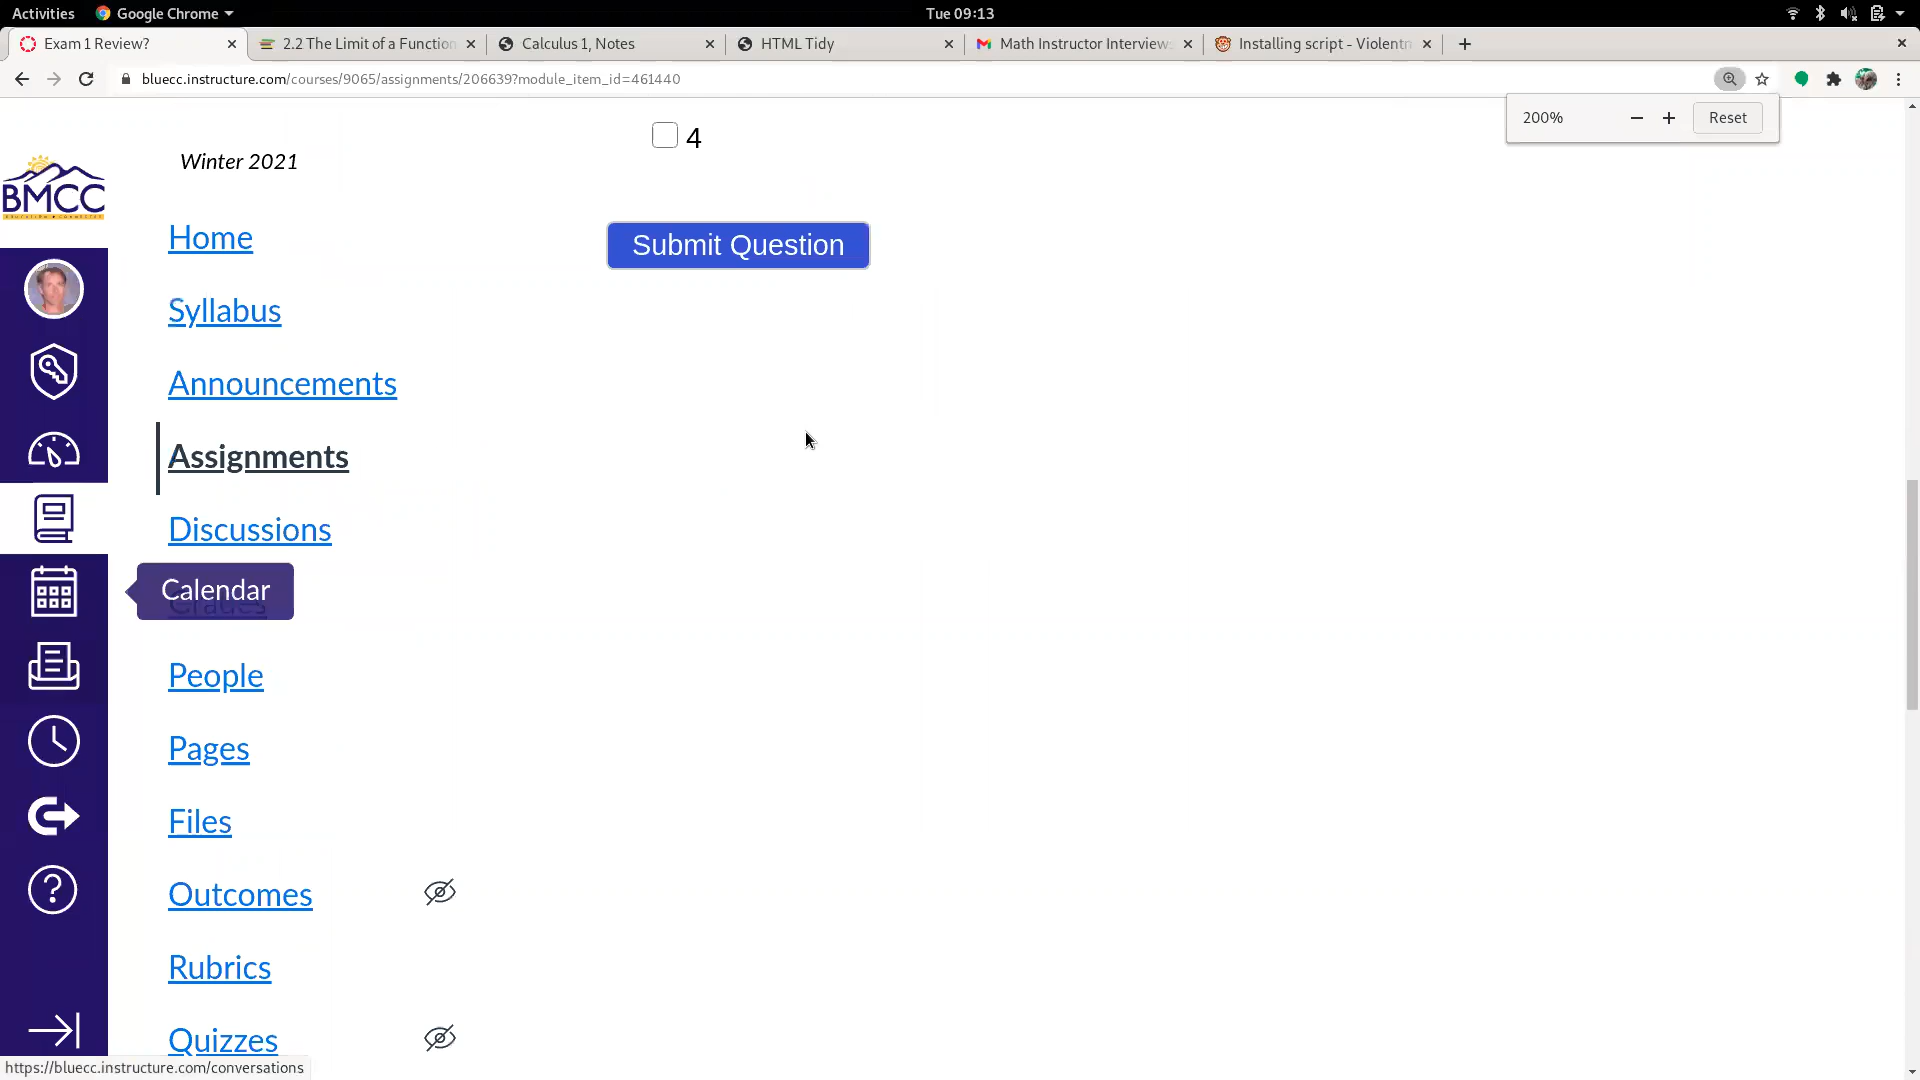 Activities
Google Chrome
Tue 09:13
Exam 1 Review?
2.2 The Limit of a Function
Calculus 1, Notes
HTML Tidy
Math Instructor Interview
Installing script - Violentm
bluecc.instructure.com/courses/9065/assignments/206639?module_item_id=461440
200%
Reset
4
Winter 2021
BMCC
Submit Question
Home
Syllabus
Announcements
Assignments
Discussions
Calendar
Grades
People
Pages
Files
Outcomes
Rubrics
Quizzes
https://bluecc.instructure.com/conversations